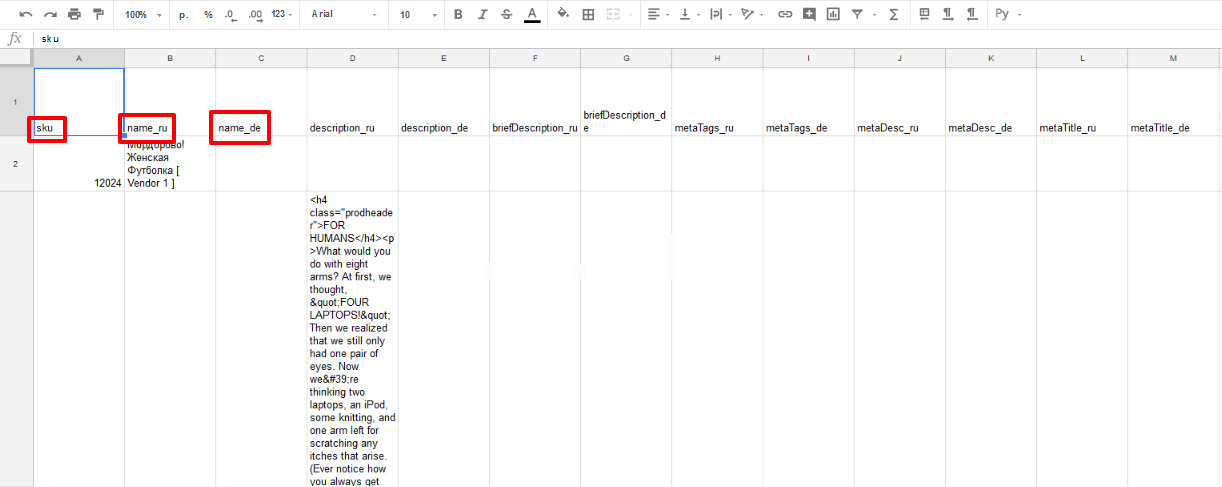 100% р. % .0 .00 123 Arial 10 B I S A Σ Ру
fx sku
A B C D E F G H I J K L M
1
sku
name_ru
name_de
description_ru
description_de
briefDescription_ru
briefDescription_d
e
metaTags_ru
metaTags_de
metaDesc_ru
metaDesc_de
metaTitle_ru
metaTitle_de
2
12024
Мордорово!
Женская
Футболка [
Vendor 1 ]
<h4
class="prodheade
r">FOR
HUMANS</h4><p
>What would you
do with eight
arms? At first, we
thought,
&quot;FOUR
LAPTOPS!&quot;
Then we realized
that we still only
had one pair of
eyes. Now
we&#39;re
thinking two
laptops, an iPod,
some knitting, and
one arm left for
scratching any
itches that arise.
(Ever notice how
you always get